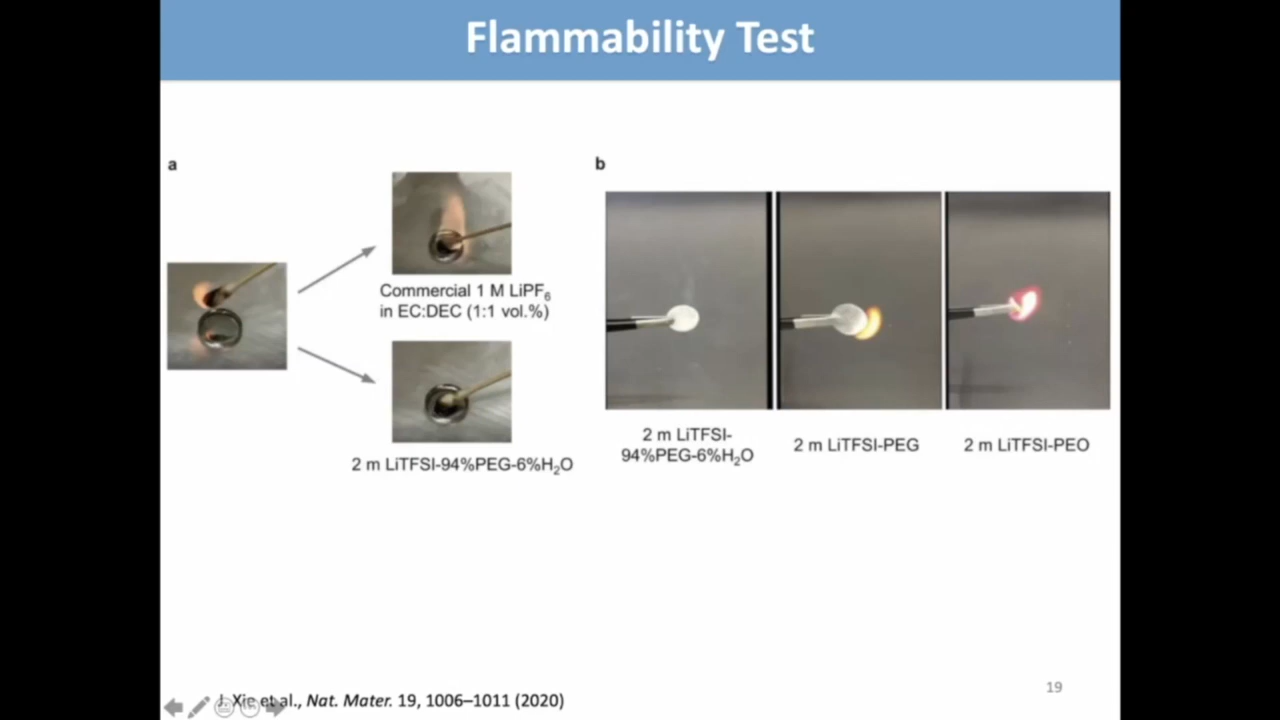 Flammability Test
a
Commercial 1 M LiPF₆
in EC:DEC (1:1 vol.%)
2 m LiTFSI-94%PEG-6%H₂O
b
2 m LiTFSI-
94%PEG-6%H₂O
2 m LiTFSI-PEG
2 m LiTFSI-PEO
J. Xie et al., Nat. Mater. 19, 1006–1011 (2020)
19